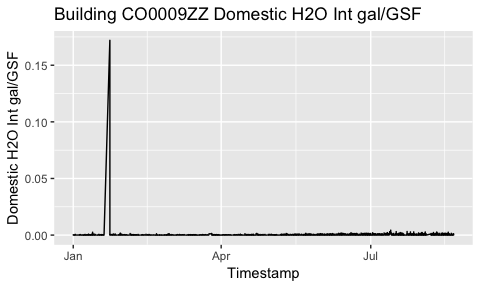 Building CO0009ZZ Domestic H2O Int gal/GSF
Domestic H2O Int gal/GSF
0.15
0.10
0.05
0.00
Jan
Apr
Jul
Timestamp